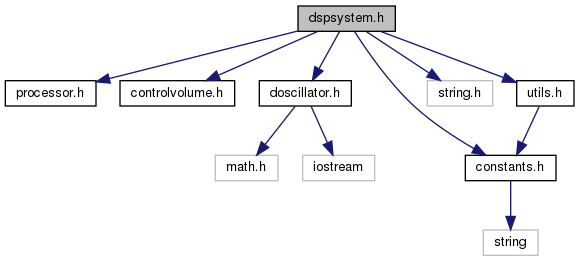 dspsystem.h
processor.h
controlvolume.h
doscillator.h
string.h
utils.h
math.h
iostream
constants.h
string